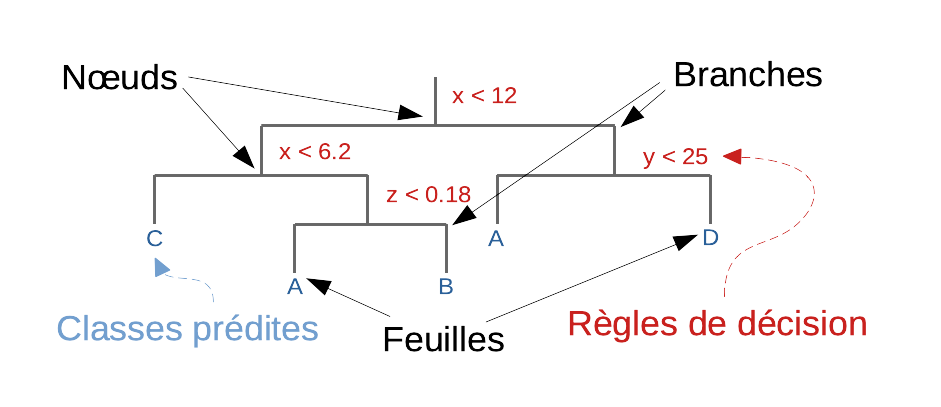 Nœuds
Branches
x < 12
x < 6.2
y < 25
z < 0.18
C
A
D
A
B
Classes prédites
Feuilles
Règles de décision